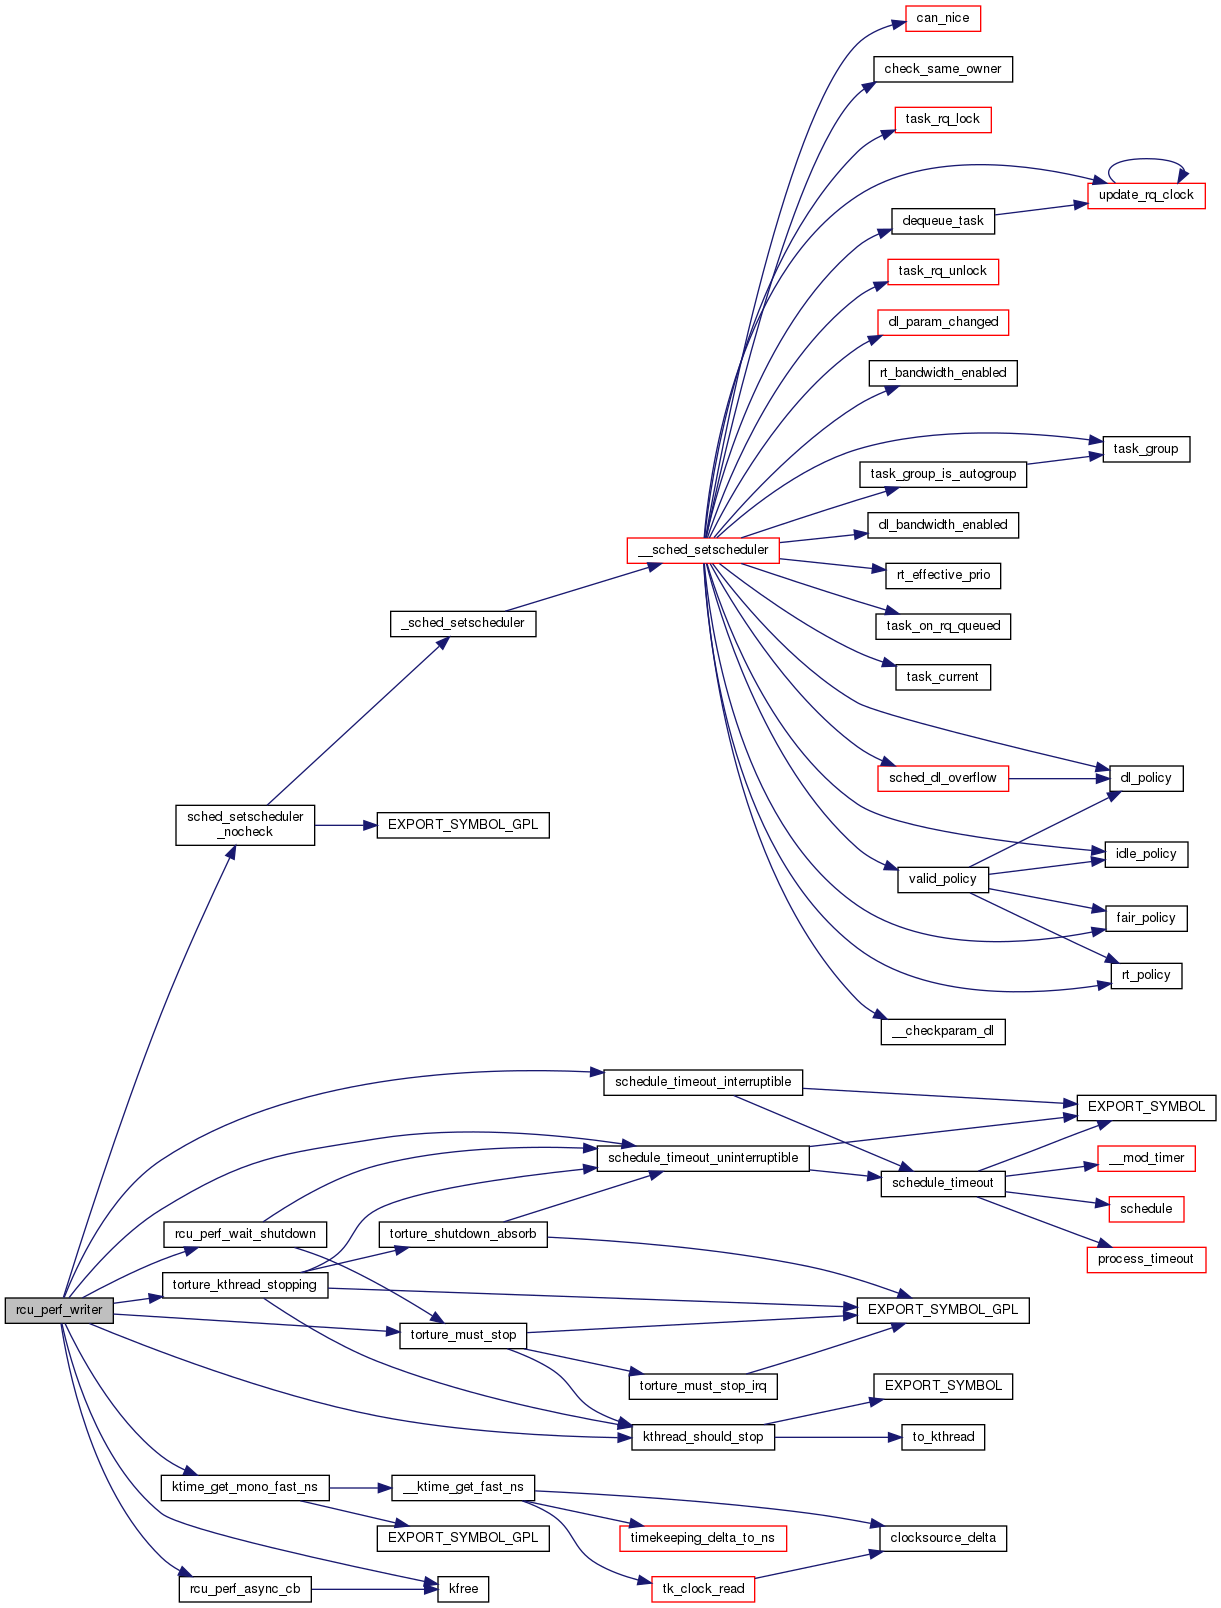 can_nice
check_same_owner
task_rq_lock
update_rq_clock
dequeue_task
task_rq_unlock
dl_param_changed
rt_bandwidth_enabled
task_group
task_group_is_autogroup
dl_bandwidth_enabled
__sched_setscheduler
rt_effective_prio
_sched_setscheduler
task_on_rq_queued
task_current
sched_dl_overflow
dl_policy
sched_setscheduler
_nocheck
EXPORT_SYMBOL_GPL
idle_policy
valid_policy
fair_policy
rt_policy
__checkparam_dl
schedule_timeout_interruptible
EXPORT_SYMBOL
schedule_timeout_uninterruptible
__mod_timer
schedule_timeout
schedule
rcu_perf_wait_shutdown
torture_shutdown_absorb
process_timeout
torture_kthread_stopping
rcu_perf_writer
EXPORT_SYMBOL_GPL
torture_must_stop
torture_must_stop_irq
EXPORT_SYMBOL
kthread_should_stop
to_kthread
ktime_get_mono_fast_ns
__ktime_get_fast_ns
EXPORT_SYMBOL_GPL
timekeeping_delta_to_ns
clocksource_delta
rcu_perf_async_cb
kfree
tk_clock_read